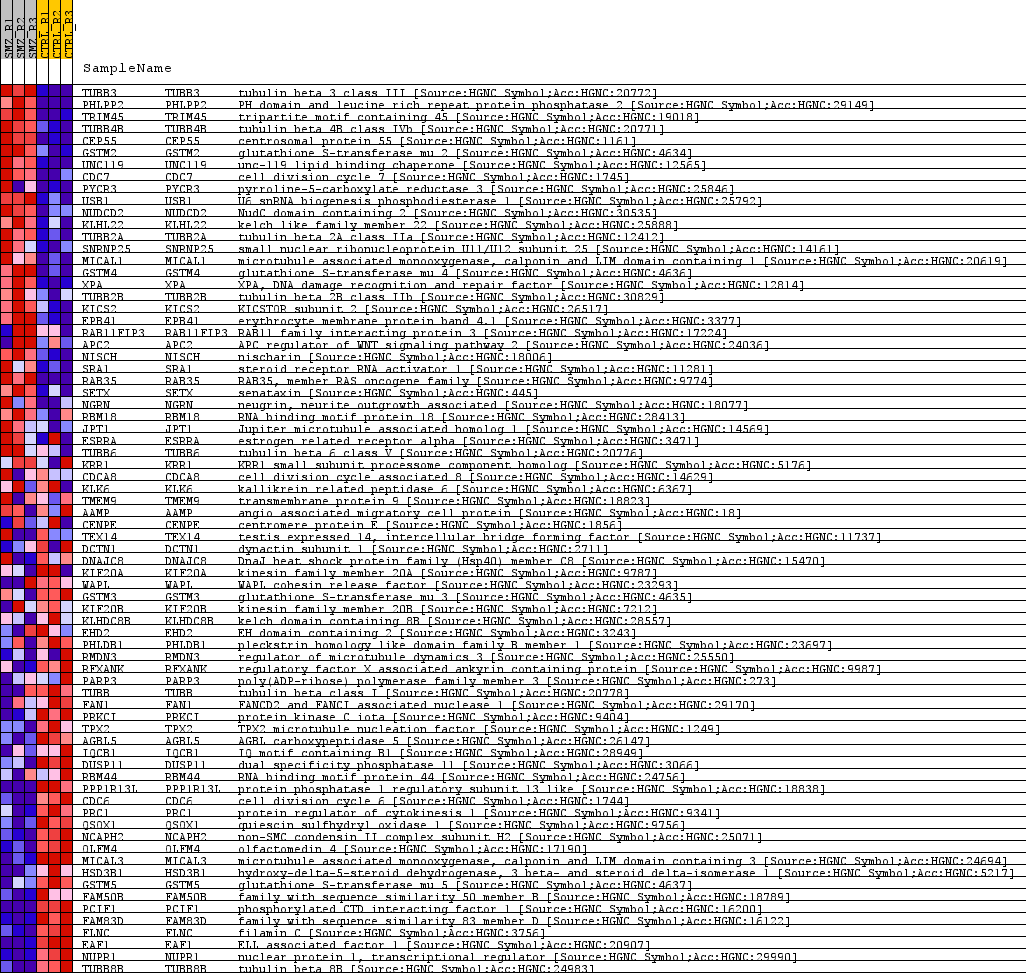 SMZ_R1 SMZ_R2 SMZ_R3 CTRL_R1 CTRL_R2 CTRL_R3
SampleName
TUBB3 TUBB3 tubulin beta 3 class III [Source:HGNC Symbol;Acc:HGNC:20772]
PHLPP2 PHLPP2 PH domain and leucine rich repeat protein phosphatase 2 [Source:HGNC Symbol;Acc:HGNC:29149]
TRIM45 TRIM45 tripartite motif containing 45 [Source:HGNC Symbol;Acc:HGNC:19018]
TUBB4B TUBB4B tubulin beta 4B class IVb [Source:HGNC Symbol;Acc:HGNC:20771]
CEP55 CEP55 centrosomal protein 55 [Source:HGNC Symbol;Acc:HGNC:1161]
GSTM2 GSTM2 glutathione S-transferase mu 2 [Source:HGNC Symbol;Acc:HGNC:4634]
UNC119 UNC119 unc-119 lipid binding chaperone [Source:HGNC Symbol;Acc:HGNC:12565]
CDC7 CDC7 cell division cycle 7 [Source:HGNC Symbol;Acc:HGNC:1745]
PYCR3 PYCR3 pyrroline-5-carboxylate reductase 3 [Source:HGNC Symbol;Acc:HGNC:25846]
USB1 USB1 U6 snRNA biogenesis phosphodiesterase 1 [Source:HGNC Symbol;Acc:HGNC:25792]
NUDCD2 NUDCD2 NudC domain containing 2 [Source:HGNC Symbol;Acc:HGNC:30535]
KLHL22 KLHL22 kelch like family member 22 [Source:HGNC Symbol;Acc:HGNC:25888]
TUBB2A TUBB2A tubulin beta 2A class IIa [Source:HGNC Symbol;Acc:HGNC:12412]
SNRNP25 SNRNP25 small nuclear ribonucleoprotein U11/U12 subunit 25 [Source:HGNC Symbol;Acc:HGNC:14161]
MICAL1 MICAL1 microtubule associated monooxygenase, calponin and LIM domain containing 1 [Source:HGNC Symbol;Acc:HGNC:20619]
GSTM4 GSTM4 glutathione S-transferase mu 4 [Source:HGNC Symbol;Acc:HGNC:4636]
XPA XPA XPA, DNA damage recognition and repair factor [Source:HGNC Symbol;Acc:HGNC:12814]
TUBB2B TUBB2B tubulin beta 2B class IIb [Source:HGNC Symbol;Acc:HGNC:30829]
KICS2 KICS2 KICSTOR subunit 2 [Source:HGNC Symbol;Acc:HGNC:26517]
EPB41 EPB41 erythrocyte membrane protein band 4.1 [Source:HGNC Symbol;Acc:HGNC:3377]
RAB11FIP3 RAB11FIP3 RAB11 family interacting protein 3 [Source:HGNC Symbol;Acc:HGNC:17224]
APC2 APC2 APC regulator of WNT signaling pathway 2 [Source:HGNC Symbol;Acc:HGNC:24036]
NISCH NISCH nischarin [Source:HGNC Symbol;Acc:HGNC:18006]
SRA1 SRA1 steroid receptor RNA activator 1 [Source:HGNC Symbol;Acc:HGNC:11281]
RAB35 RAB35 RAB35, member RAS oncogene family [Source:HGNC Symbol;Acc:HGNC:9774]
SETX SETX senataxin [Source:HGNC Symbol;Acc:HGNC:445]
NGRN NGRN neugrin, neurite outgrowth associated [Source:HGNC Symbol;Acc:HGNC:18077]
RBM18 RBM18 RNA binding motif protein 18 [Source:HGNC Symbol;Acc:HGNC:28413]
JPT1 JPT1 Jupiter microtubule associated homolog 1 [Source:HGNC Symbol;Acc:HGNC:14569]
ESRRA ESRRA estrogen related receptor alpha [Source:HGNC Symbol;Acc:HGNC:3471]
TUBB6 TUBB6 tubulin beta 6 class V [Source:HGNC Symbol;Acc:HGNC:20776]
KRR1 KRR1 KRR1 small subunit processome component homolog [Source:HGNC Symbol;Acc:HGNC:5176]
CDCA8 CDCA8 cell division cycle associated 8 [Source:HGNC Symbol;Acc:HGNC:14629]
KLK6 KLK6 kallikrein related peptidase 6 [Source:HGNC Symbol;Acc:HGNC:6367]
TMEM9 TMEM9 transmembrane protein 9 [Source:HGNC Symbol;Acc:HGNC:18823]
AAMP AAMP angio associated migratory cell protein [Source:HGNC Symbol;Acc:HGNC:18]
CENPE CENPE centromere protein E [Source:HGNC Symbol;Acc:HGNC:1856]
TEX14 TEX14 testis expressed 14, intercellular bridge forming factor [Source:HGNC Symbol;Acc:HGNC:11737]
DCTN1 DCTN1 dynactin subunit 1 [Source:HGNC Symbol;Acc:HGNC:2711]
DNAJC8 DNAJC8 DnaJ heat shock protein family (Hsp40) member C8 [Source:HGNC Symbol;Acc:HGNC:15470]
KIF20A KIF20A kinesin family member 20A [Source:HGNC Symbol;Acc:HGNC:9787]
WAPL WAPL WAPL cohesin release factor [Source:HGNC Symbol;Acc:HGNC:23293]
GSTM3 GSTM3 glutathione S-transferase mu 3 [Source:HGNC Symbol;Acc:HGNC:4635]
KIF20B KIF20B kinesin family member 20B [Source:HGNC Symbol;Acc:HGNC:7212]
KLHDC8B KLHDC8B kelch domain containing 8B [Source:HGNC Symbol;Acc:HGNC:28557]
EHD2 EHD2 EH domain containing 2 [Source:HGNC Symbol;Acc:HGNC:3243]
PHLDB1 PHLDB1 pleckstrin homology like domain family B member 1 [Source:HGNC Symbol;Acc:HGNC:23697]
RMDN3 RMDN3 regulator of microtubule dynamics 3 [Source:HGNC Symbol;Acc:HGNC:25550]
RFXANK RFXANK regulatory factor X associated ankyrin containing protein [Source:HGNC Symbol;Acc:HGNC:9987]
PARP3 PARP3 poly(ADP-ribose) polymerase family member 3 [Source:HGNC Symbol;Acc:HGNC:273]
TUBB TUBB tubulin beta class I [Source:HGNC Symbol;Acc:HGNC:20778]
FAN1 FAN1 FANCD2 and FANCI associated nuclease 1 [Source:HGNC Symbol;Acc:HGNC:29170]
PRKCI PRKCI protein kinase C iota [Source:HGNC Symbol;Acc:HGNC:9404]
TPX2 TPX2 TPX2 microtubule nucleation factor [Source:HGNC Symbol;Acc:HGNC:1249]
AGBL5 AGBL5 AGBL carboxypeptidase 5 [Source:HGNC Symbol;Acc:HGNC:26147]
IQCB1 IQCB1 IQ motif containing B1 [Source:HGNC Symbol;Acc:HGNC:28949]
DUSP11 DUSP11 dual specificity phosphatase 11 [Source:HGNC Symbol;Acc:HGNC:3066]
RBM44 RBM44 RNA binding motif protein 44 [Source:HGNC Symbol;Acc:HGNC:24756]
PPP1R13L PPP1R13L protein phosphatase 1 regulatory subunit 13 like [Source:HGNC Symbol;Acc:HGNC:18838]
CDC6 CDC6 cell division cycle 6 [Source:HGNC Symbol;Acc:HGNC:1744]
PRC1 PRC1 protein regulator of cytokinesis 1 [Source:HGNC Symbol;Acc:HGNC:9341]
QSOX1 QSOX1 quiescin sulfhydryl oxidase 1 [Source:HGNC Symbol;Acc:HGNC:9756]
NCAPH2 NCAPH2 non-SMC condensin II complex subunit H2 [Source:HGNC Symbol;Acc:HGNC:25071]
OLFM4 OLFM4 olfactomedin 4 [Source:HGNC Symbol;Acc:HGNC:17190]
MICAL3 MICAL3 microtubule associated monooxygenase, calponin and LIM domain containing 3 [Source:HGNC Symbol;Acc:HGNC:24694]
HSD3B1 HSD3B1 hydroxy-delta-5-steroid dehydrogenase, 3 beta- and steroid delta-isomerase 1 [Source:HGNC Symbol;Acc:HGNC:5217]
GSTM5 GSTM5 glutathione S-transferase mu 5 [Source:HGNC Symbol;Acc:HGNC:4637]
FAM50B FAM50B family with sequence similarity 50 member B [Source:HGNC Symbol;Acc:HGNC:18789]
PCIF1 PCIF1 phosphorylated CTD interacting factor 1 [Source:HGNC Symbol;Acc:HGNC:16200]
FAM83D FAM83D family with sequence similarity 83 member D [Source:HGNC Symbol;Acc:HGNC:16122]
FLNC FLNC filamin C [Source:HGNC Symbol;Acc:HGNC:3756]
EAF1 EAF1 ELL associated factor 1 [Source:HGNC Symbol;Acc:HGNC:20907]
NUPR1 NUPR1 nuclear protein 1, transcriptional regulator [Source:HGNC Symbol;Acc:HGNC:29990]
TUBB8B TUBB8B tubulin beta 8B [Source:HGNC Symbol;Acc:HGNC:24983]